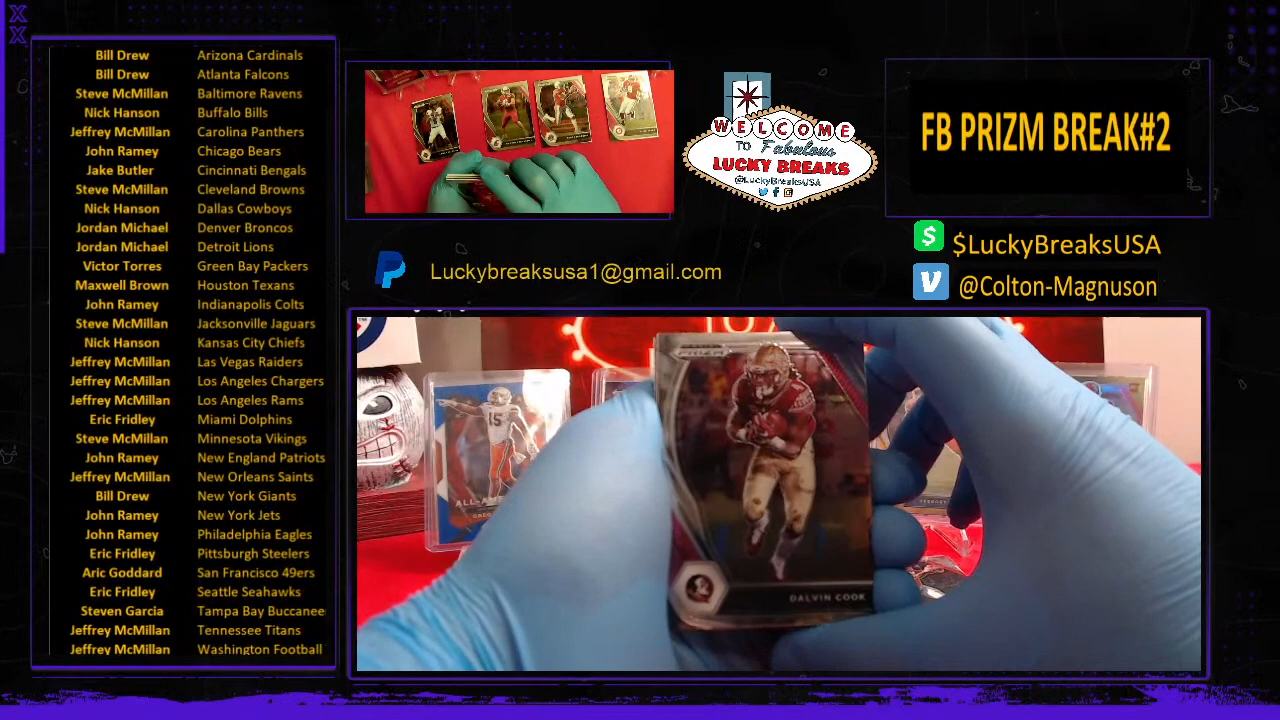 Bill Drew Arizona Cardinals
Bill Drew Atlanta Falcons
Steve McMillan Baltimore Ravens
Nick Hanson Buffalo Bills
Jeffrey McMillan Carolina Panthers
John Ramey Chicago Bears
Jake Butler Cincinnati Bengals
Steve McMillan Cleveland Browns
Nick Hanson Dallas Cowboys
Jordan Michael Denver Broncos
Jordan Michael Detroit Lions
Victor Torres Green Bay Packers
Maxwell Brown Houston Texans
John Ramey Indianapolis Colts
Steve McMillan Jacksonville Jaguars
Nick Hanson Kansas City Chiefs
Jeffrey McMillan Las Vegas Raiders
Jeffrey McMillan Los Angeles Chargers
Jeffrey McMillan Los Angeles Rams
Eric Fridley Miami Dolphins
Steve McMillan Minnesota Vikings
John Ramey New England Patriots
Jeffrey McMillan New Orleans Saints
Bill Drew New York Giants
John Ramey New York Jets
John Ramey Philadelphia Eagles
Eric Fridley Pittsburgh Steelers
Aric Goddard San Francisco 49ers
Eric Fridley Seattle Seahawks
Steven Garcia Tampa Bay Buccanee
Jeffrey McMillan Tennessee Titans
Jeffrey McMillan Washington Football
WELCOME
TO Fabulous
LUCKY BREAKS
@LuckyBreaksUSA
FB PRIZM BREAK#2
$LuckyBreaksUSA
@Colton-Magnuson
Luckybreaksusa1@gmail.com
PRIZM
15
DALVIN COOK